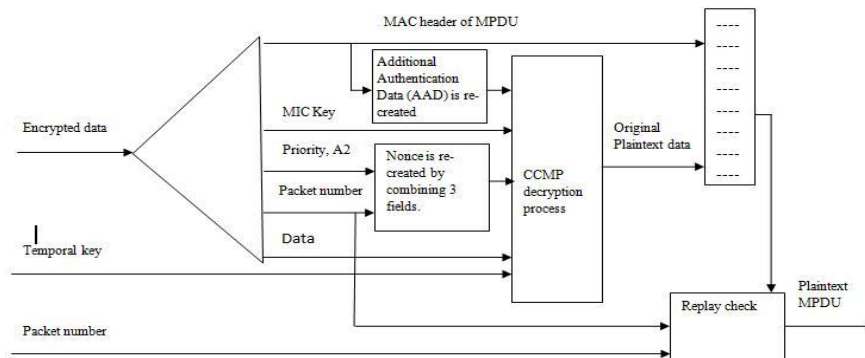 MAC header of MPDU
Additional
Authentication
Data (AAD) is re-
created
MIC Key
Encrypted data
Original
Plaintext data
Priority, A2
Nonce is re-
created by
combining 3
fields.
CCMP
decryption
process
Packet number
Data
Temporal key
Replay check
Plaintext
MPDU
Packet number